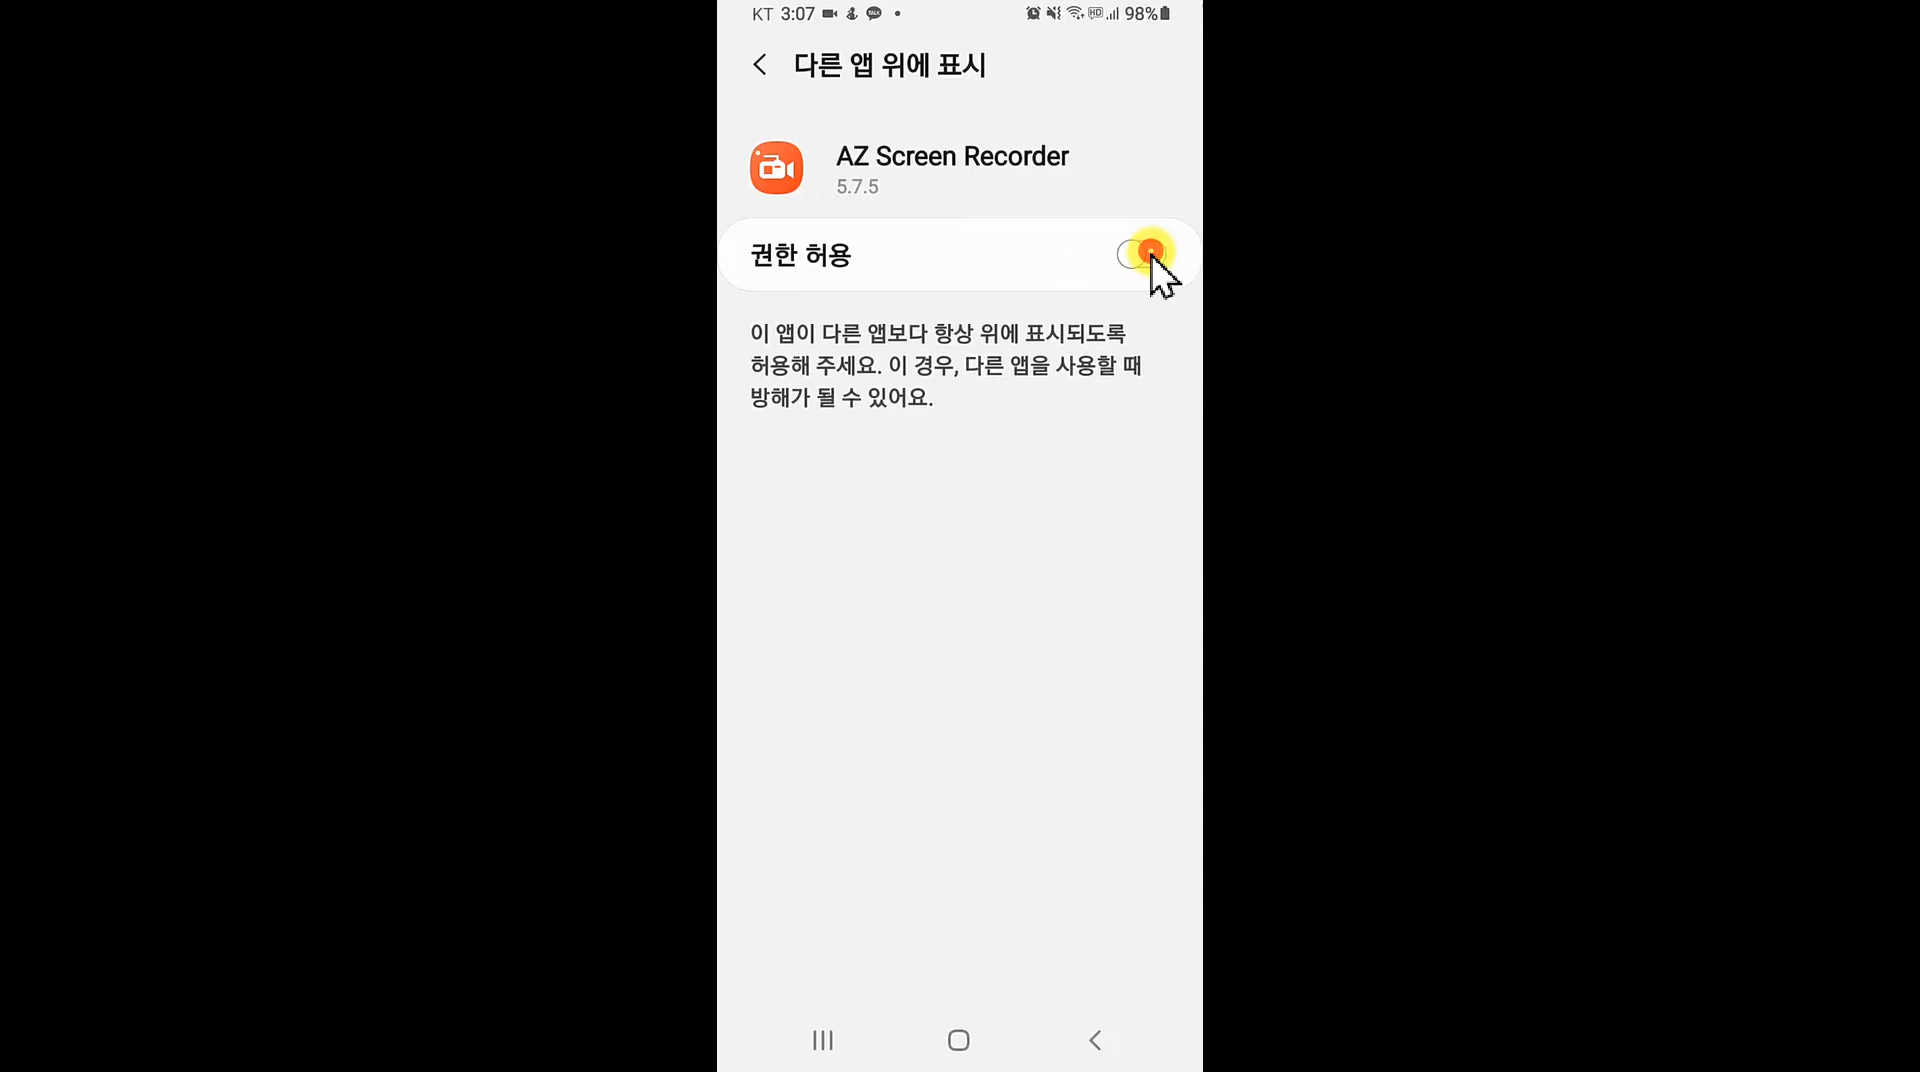 KT 3:07 TALK HD 98%
다른 앱 위에 표시
AZ Screen Recorder
5.7.5
권한 허용
이 앱이 다른 앱보다 항상 위에 표시되도록
허용해 주세요. 이 경우, 다른 앱을 사용할 때
방해가 될 수 있어요.